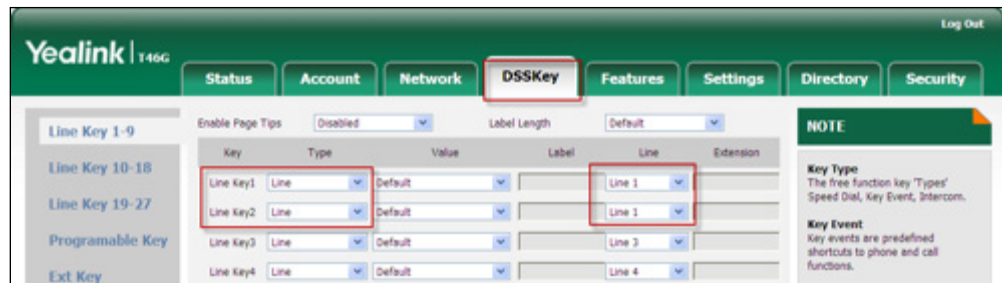 Log Out
Yealink | T46G
Status Account Network DSSKey Features Settings Directory Security
Line Key 1-9
Line Key 10-18
Line Key 19-27
Programable Key
Ext Key
Enable Page Tips Disabled Label Length Default
Key Type Value Label Line Extension
Line Key1 Line Default Line 1
Line Key2 Line Default Line 1
Line Key3 Line Default Line 3
Line Key4 Line Default Line 4
NOTE
Key Type
The free function key 'Types'
Speed Dial, Key Event, Intercom.
Key Event
Key events are predefined
shortcuts to phone and call
functions.